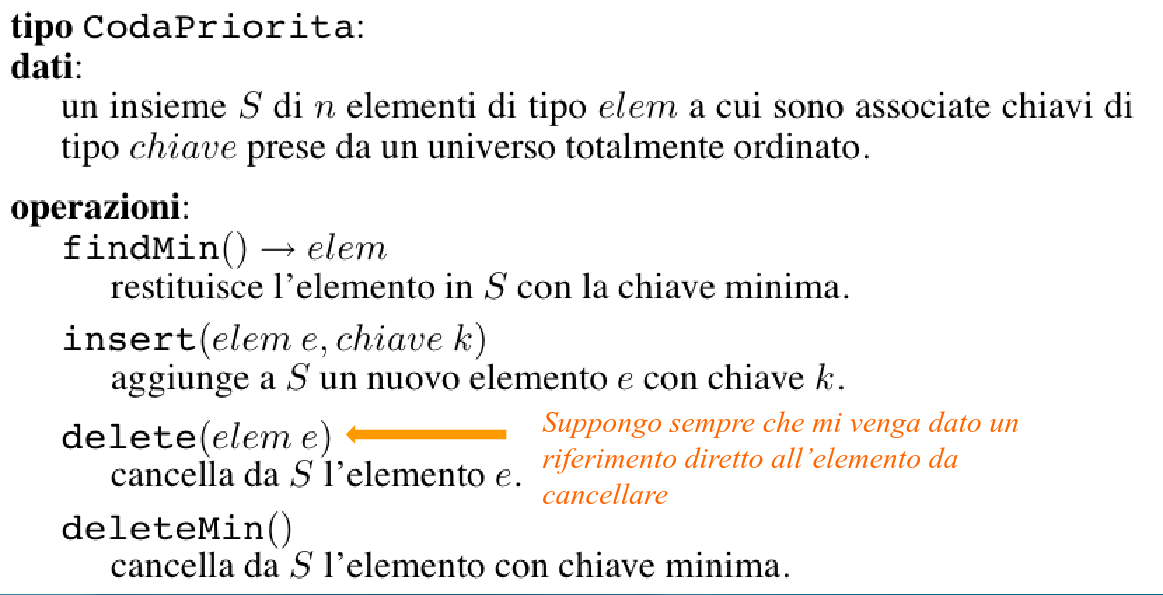 tipo CodaPriorita:
dati:
un insieme S di n elementi di tipo elem a cui sono associate chiavi di
tipo chiave prese da un universo totalmente ordinato.
operazioni:
findMin() → elem
restituisce l'elemento in S con la chiave minima.
insert(elem e, chiave k)
aggiunge a S un nuovo elemento e con chiave k.
delete(elem e)
cancella da S l'elemento e.
Suppongo sempre che mi venga dato un
riferimento diretto all'elemento da
cancellare
deleteMin()
cancella da S l'elemento con chiave minima.